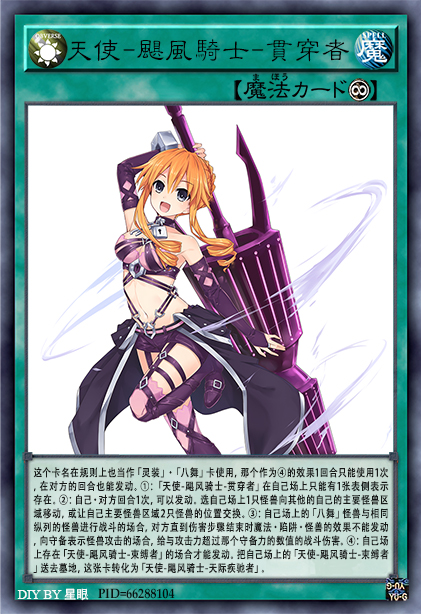 DIVERSE
天使-颶風騎士-貫穿者
SPELL
魔
【魔法カード】
まほう
这个卡名在规则上也当作「灵装」·「八舞」卡使用，那个作为④的效果1回合只能使用1次
，在对方的回合也能发动。①：「天使-飓风骑士-贯穿者」在自己场上只能有1张表侧表示
存在。②：自己·对方回合1次，可以发动。选自己场上1只怪兽向其他的自己的主要怪兽区
域移动，或让自己主要怪兽区域2只怪兽的位置交换。③：自己场上的「八舞」怪兽与相同
纵列的怪兽进行战斗的场合，对方直到伤害步骤结束时魔法·陷阱·怪兽的效果不能发动
，向守备表示怪兽攻击的场合，给与攻击力超过那个守备力的数值的战斗伤害。④：自己场
上存在「天使-飓风骑士-束缚者」的场合才能发动。把自己场上的「天使-飓风骑士-束缚者
」送去墓地，这张卡转化为「天使-飓风骑士-天际疾驰者」。
DIY BY 星眼
PID=66288104
YU-G